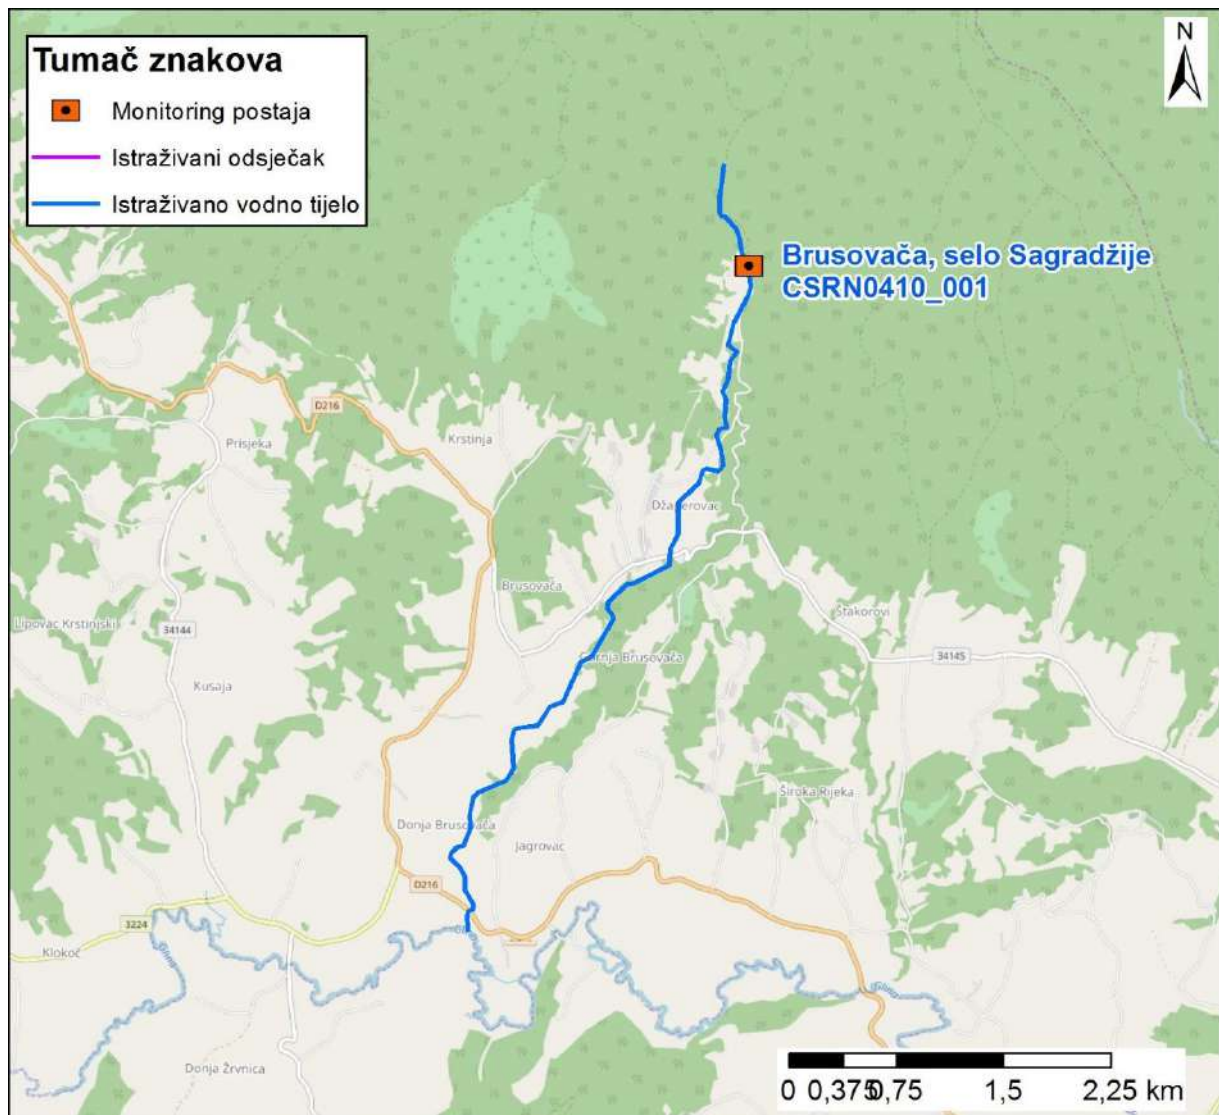 Tumač znakova
Monitoring postaja
Istraživani odsječak
Istraživano vodno tijelo
N
Brusovača, selo Sagradžije
CSRN0410_001
D216
Krstinja
Prisjeka
Brusovača
Štakorovi
Lipovac Krstinjski
34144
34145
Kusaja
Široka Rijeka
Donja Brusovača
Jagrovac
D216
3224
Klokoč
Glina
Glina
Donja Žrvnica
0 0,375 0,75 1,5 2,25 km